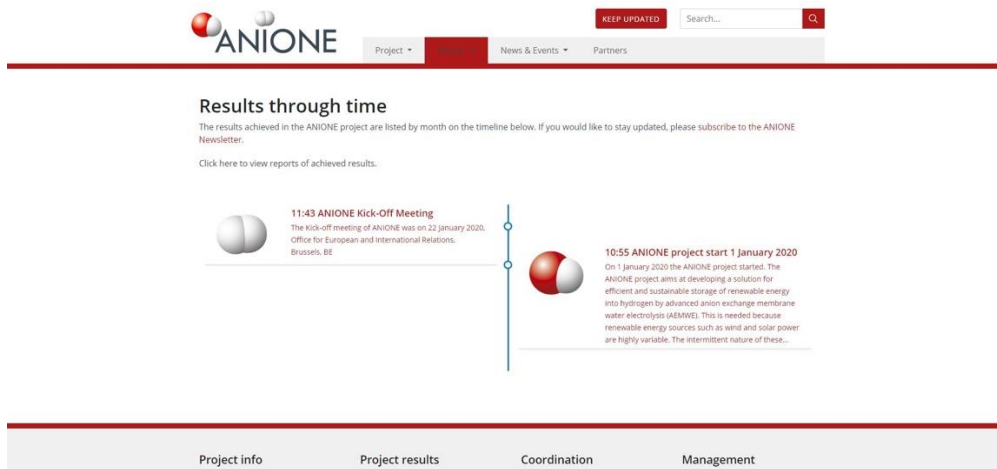 KEEP UPDATED
Search...
ANIONE
Project
News & Events
Partners
Results through time
The results achieved in the ANIONE project are listed by month on the timeline below. If you would like to stay updated, please subscribe to the ANIONE
Newsletter.
Click here to view reports of achieved results.
11:43 ANIONE Kick-Off Meeting
The Kick-off meeting of ANIONE was on 22 January 2020,
Office for European and International Relations,
Brussels, BE
10:55 ANIONE project start 1 January 2020
On 1 January 2020 the ANIONE project started. The
ANIONE project aims at developing a solution for
efficient and sustainable storage of renewable energy
into hydrogen by advanced anion exchange membrane
water electrolysis (AEMWE). This is needed because
renewable energy sources such as wind and solar power
are highly variable. The intermittent nature of these...
Project info
Project results
Coordination
Management